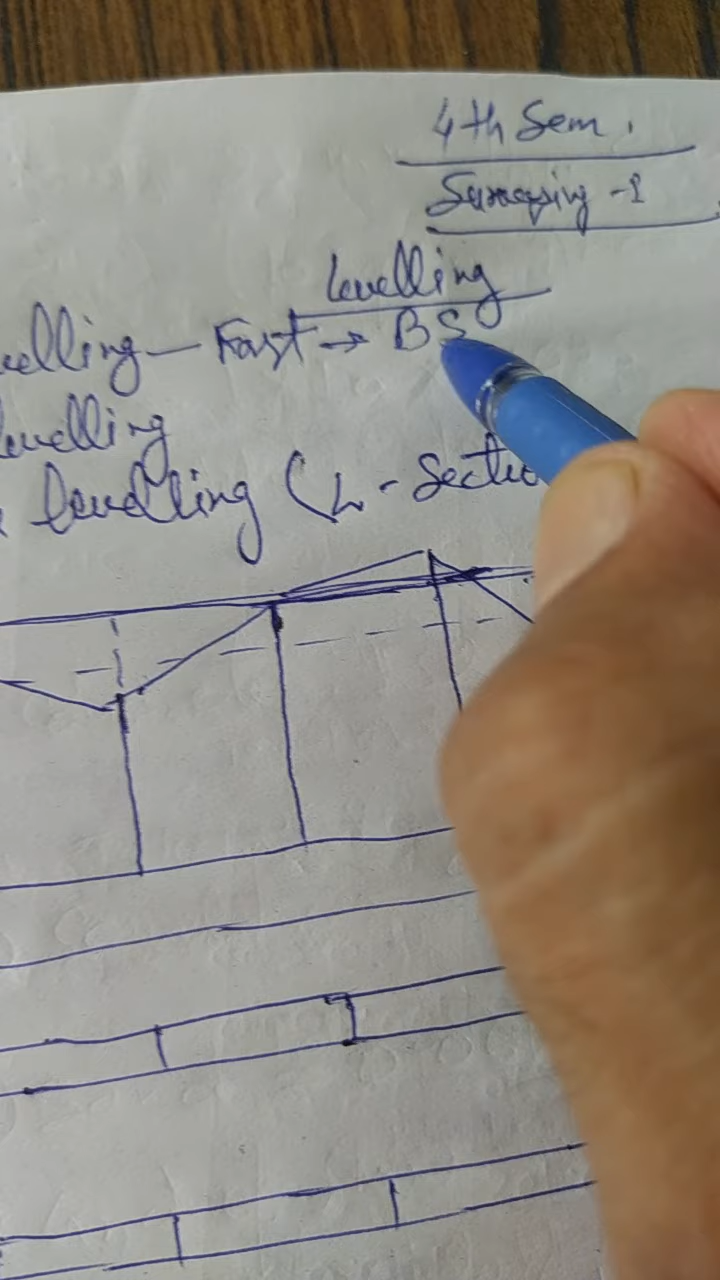 4th Sem.
Surveying -I
Levelling
elling — Fast → BS
levelling
levelling (L - Sectio